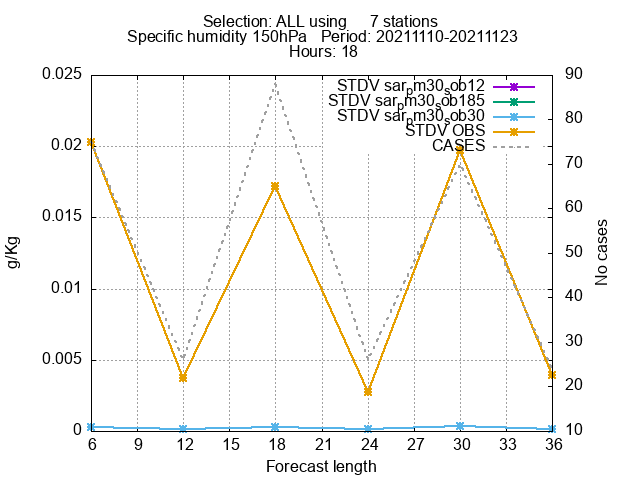 Selection: ALL using 7 stations
Specific humidity 150hPa Period: 20211110-20211123
Hours: 18
STDV sar_pm30_sob12
STDV sar_pm30_sob185
STDV sar_pm30_sob30
STDV OBS
CASES
0.025
0.02
0.015
0.01
0.005
0
g/Kg
90
80
70
60
50
40
30
20
10
No cases
6 9 12 15 18 21 24 27 30 33 36
Forecast length